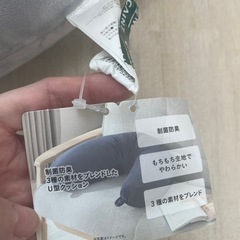 制菌防臭
3種の素材をブレンドした
U型クッション
制菌防臭
もちもち生地で
やわらかい
3種の素材をブレンド